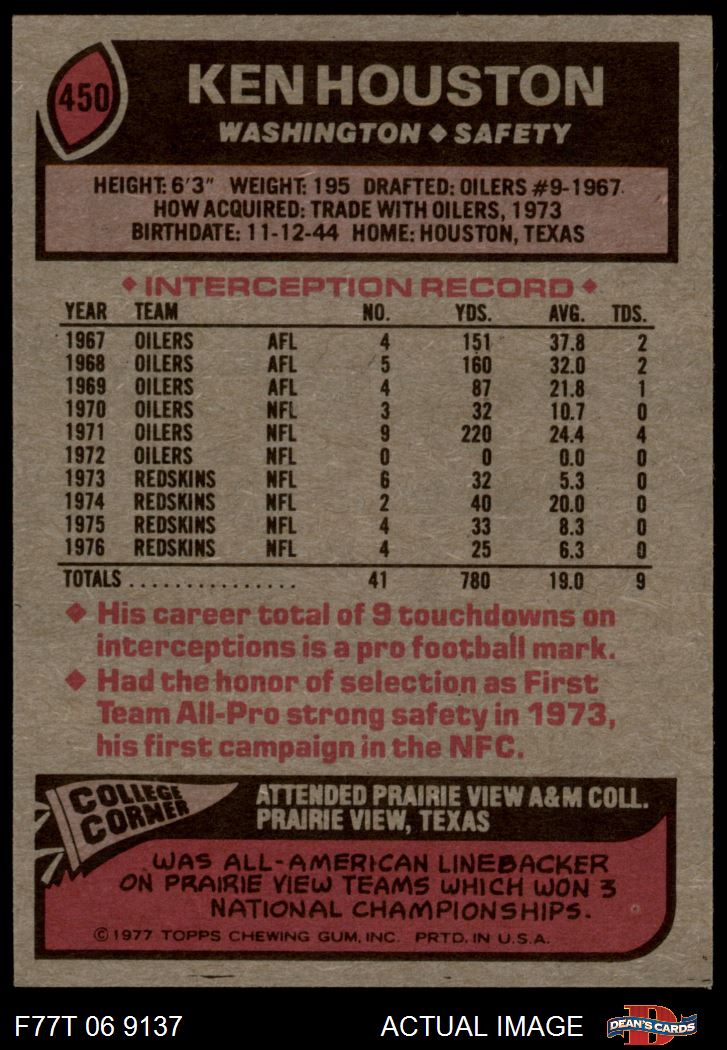 450
KEN HOUSTON
WASHINGTON ◆ SAFETY
HEIGHT: 6'3" WEIGHT: 195 DRAFTED: OILERS #9-1967.
HOW ACQUIRED: TRADE WITH OILERS, 1973
BIRTHDATE: 11-12-44 HOME: HOUSTON, TEXAS
◆ INTERCEPTION RECORD ◆
YEAR TEAM NO. YDS. AVG. TDS.
1967 OILERS AFL 4 151 37.8 2
1968 OILERS AFL 5 160 32.0 2
1969 OILERS AFL 4 87 21.8 1
1970 OILERS NFL 3 32 10.7 0
1971 OILERS NFL 9 220 24.4 4
1972 OILERS NFL 0 0 0.0 0
1973 REDSKINS NFL 6 32 5.3 0
1974 REDSKINS NFL 2 40 20.0 0
1975 REDSKINS NFL 4 33 8.3 0
1976 REDSKINS NFL 4 25 6.3 0
TOTALS ................ 41 780 19.0 9
◆ His career total of 9 touchdowns on
interceptions is a pro football mark.
◆ Had the honor of selection as First
Team All-Pro strong safety in 1973,
his first campaign in the NFC.
COLLEGE
CORNER
ATTENDED PRAIRIE VIEW A&M COLL.
PRAIRIE VIEW, TEXAS
WAS ALL-AMERICAN LINEBACKER
ON PRAIRIE VIEW TEAMS WHICH WON 3
NATIONAL CHAMPIONSHIPS.
© 1977 TOPPS CHEWING GUM, INC. PRTD. IN U.S.A.
F77T 06 9137 ACTUAL IMAGE
D
DEAN'S CARDS